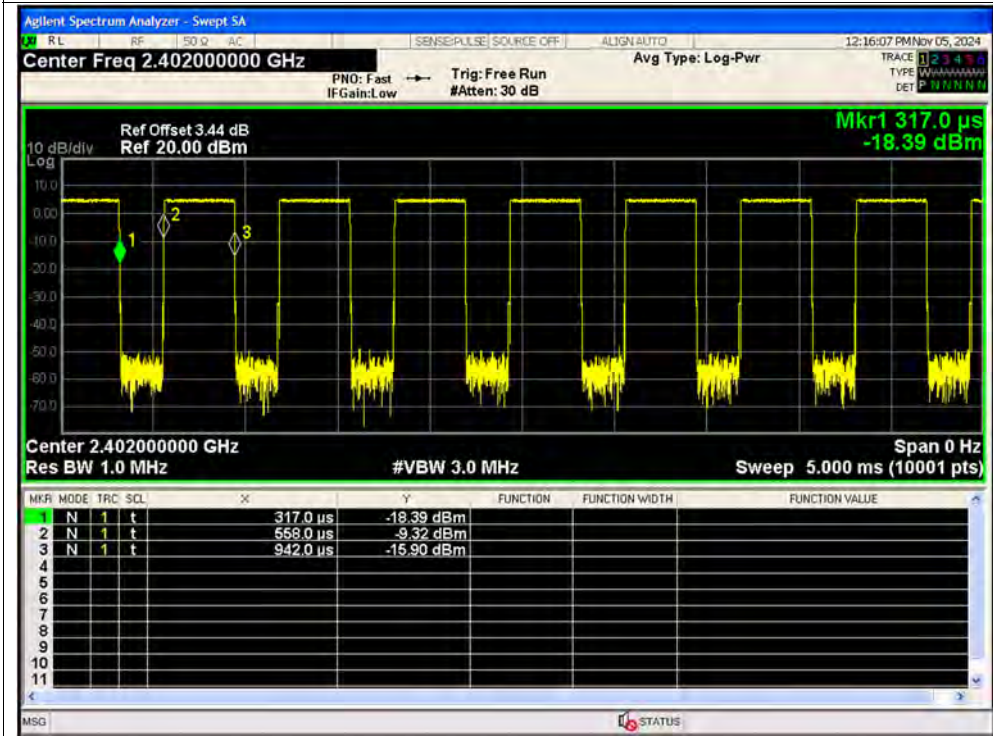 Agilent Spectrum Analyzer - Swept SA
RL RF 50 Ω AC SENSE:PULSE SOURCE OFF ALIGN AUTO 12:16:07 PM Nov 05, 2024
Center Freq 2.402000000 GHz Avg Type: Log-Pwr TRACE 1 2 3 4 5 6
PNO: Fast Trig: Free Run TYPE W
IFGain:Low #Atten: 30 dB DET P N N N N N
Mkr1 317.0 µs
-18.39 dBm
Ref Offset 3.44 dB
10 dB/div Ref 20.00 dBm
Log
10.0
0.00
-10.0
-20.0
-30.0
-40.0
-50.0
-60.0
-70.0
1
2
3
Center 2.402000000 GHz Span 0 Hz
Res BW 1.0 MHz #VBW 3.0 MHz Sweep 5.000 ms (10001 pts)
MKR MODE TRC SCL X Y FUNCTION FUNCTION WIDTH FUNCTION VALUE
1 N 1 t 317.0 µs -18.39 dBm
2 N 1 t 558.0 µs -9.32 dBm
3 N 1 t 942.0 µs -15.90 dBm
4
5
6
7
8
9
10
11
MSG STATUS